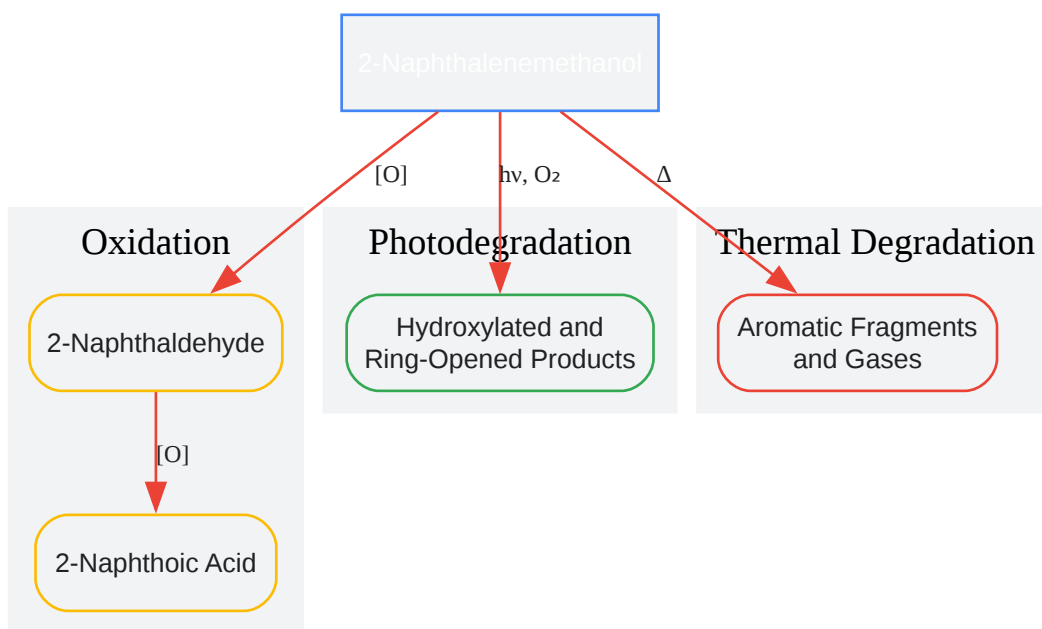 2-Naphthalenemethanol
[O]
hν, O₂
Δ
Oxidation
Photodegradation
Thermal Degradation
2-Naphthaldehyde
Hydroxylated and
Ring-Opened Products
Aromatic Fragments
and Gases
[O]
2-Naphthoic Acid